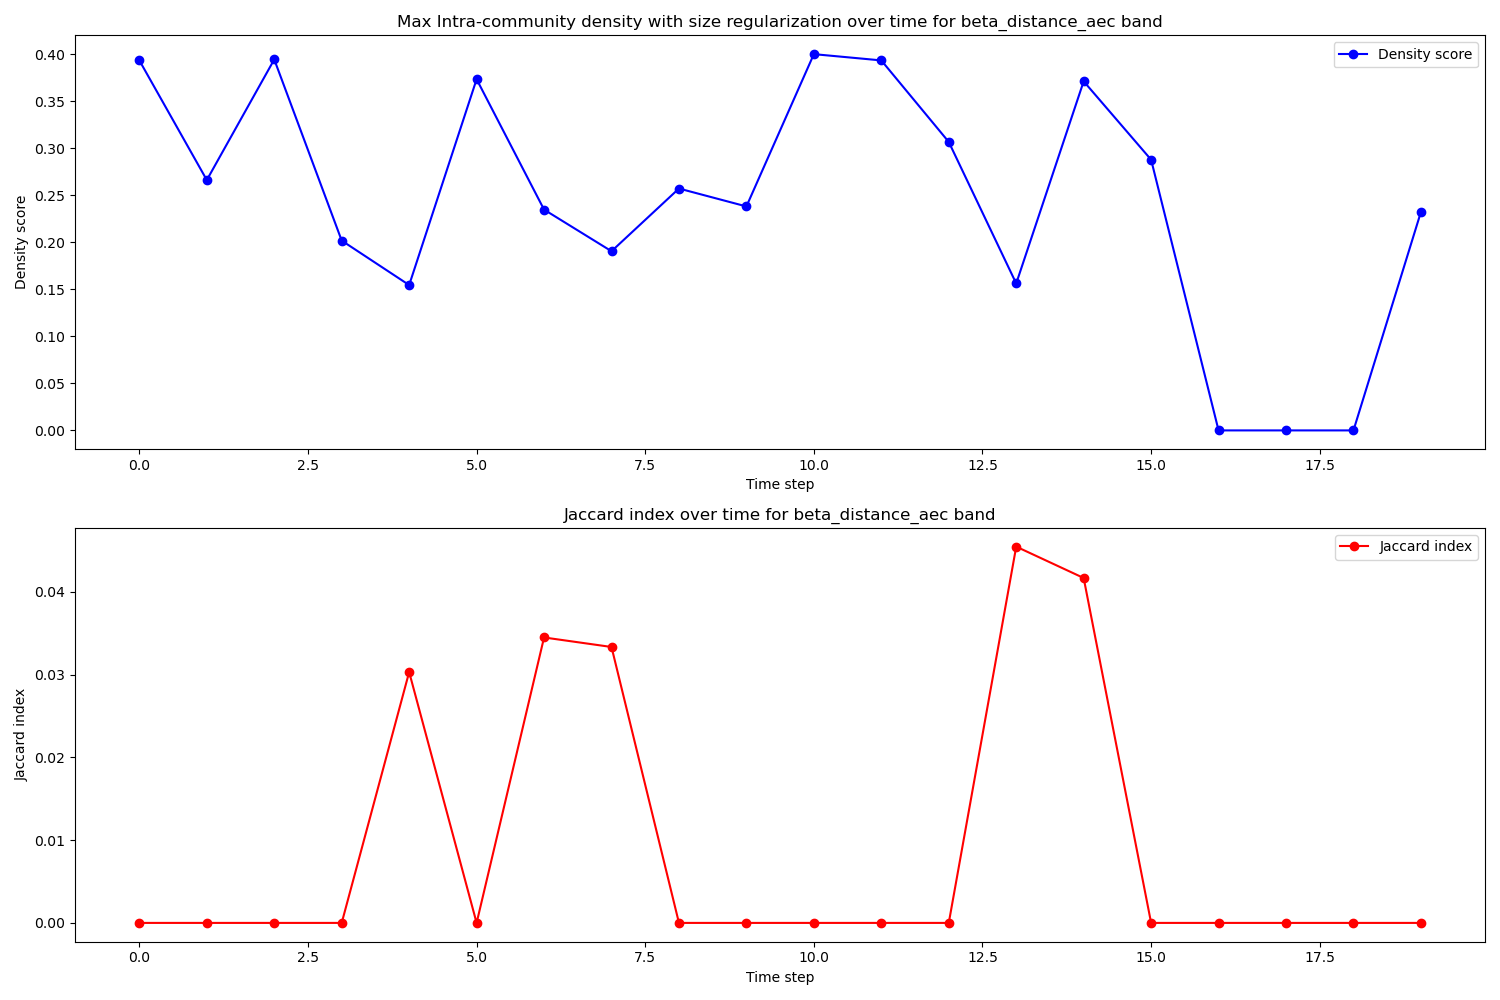 Max Intra-community density with size regularization over time for beta_distance_aec band
Density score
0.40
0.35
0.30
0.25
0.20
0.15
0.10
0.05
0.00
Density score
0.0 2.5 5.0 7.5 10.0 12.5 15.0 17.5
Time step
Jaccard index over time for beta_distance_aec band
Jaccard index
0.04
0.03
0.02
0.01
0.00
Jaccard index
0.0 2.5 5.0 7.5 10.0 12.5 15.0 17.5
Time step